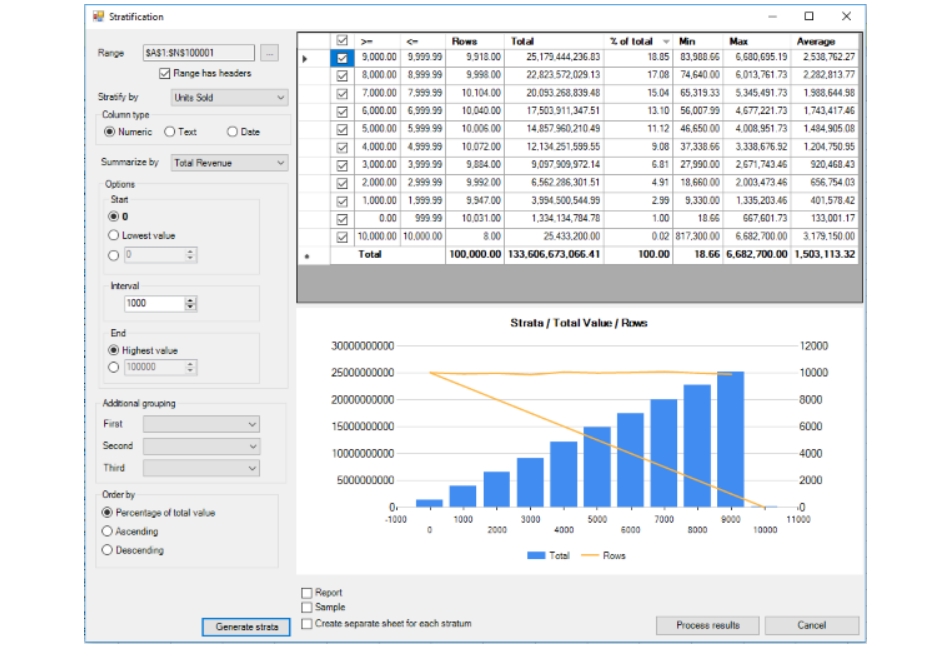 Stratification
Range $A$1:$N$100001 ...
Range has headers
Stratify by Units Sold
Column type
Numeric Text Date
Summarize by Total Revenue
Options
Start
0
Lowest value
0
Interval
1000
End
Highest value
100000
Additional grouping
First
Second
Third
Order by
Percentage of total value
Ascending
Descending
Generate strata
>= <= Rows Total % of total Min Max Average
9,000.00 9,999.99 9,918.00 25,179,444,236.83 18.85 83,988.66 6,680,695.19 2,538,762.27
8,000.00 8,999.99 9,998.00 22,823,572,029.13 17.08 74,640.00 6,013,761.73 2,282,813.77
7,000.00 7,999.99 10,104.00 20,093,268,839.48 15.04 65,319.33 5,345,491.73 1,988,644.98
6,000.00 6,999.99 10,040.00 17,503,911,347.51 13.10 56,007.99 4,677,221.73 1,743,417.46
5,000.00 5,999.99 10,006.00 14,857,960,210.49 11.12 46,650.00 4,008,951.73 1,484,905.08
4,000.00 4,999.99 10,072.00 12,134,251,599.55 9.08 37,338.66 3,338,676.92 1,204,750.95
3,000.00 3,999.99 9,884.00 9,097,909,972.14 6.81 27,990.00 2,671,743.46 920,468.43
2,000.00 2,999.99 9,992.00 6,562,286,301.51 4.91 18,660.00 2,003,473.46 656,754.03
1,000.00 1,999.99 9,947.00 3,994,500,544.99 2.99 9,330.00 1,335,203.46 401,578.42
0.00 999.99 10,031.00 1,334,134,784.78 1.00 18.66 667,601.73 133,001.17
10,000.00 10,000.00 8.00 25,433,200.00 0.02 817,300.00 6,682,700.00 3,179,150.00
Total 100,000.00 133,606,673,066.41 100.00 18.66 6,682,700.00 1,503,113.32
Strata / Total Value / Rows
30000000000 12000
25000000000 10000
20000000000 8000
15000000000 6000
10000000000 4000
5000000000 2000
0 0
-1000 1000 3000 5000 7000 9000 11000
0 2000 4000 6000 8000 10000
Total Rows
Report
Sample
Create separate sheet for each stratum
Process results Cancel